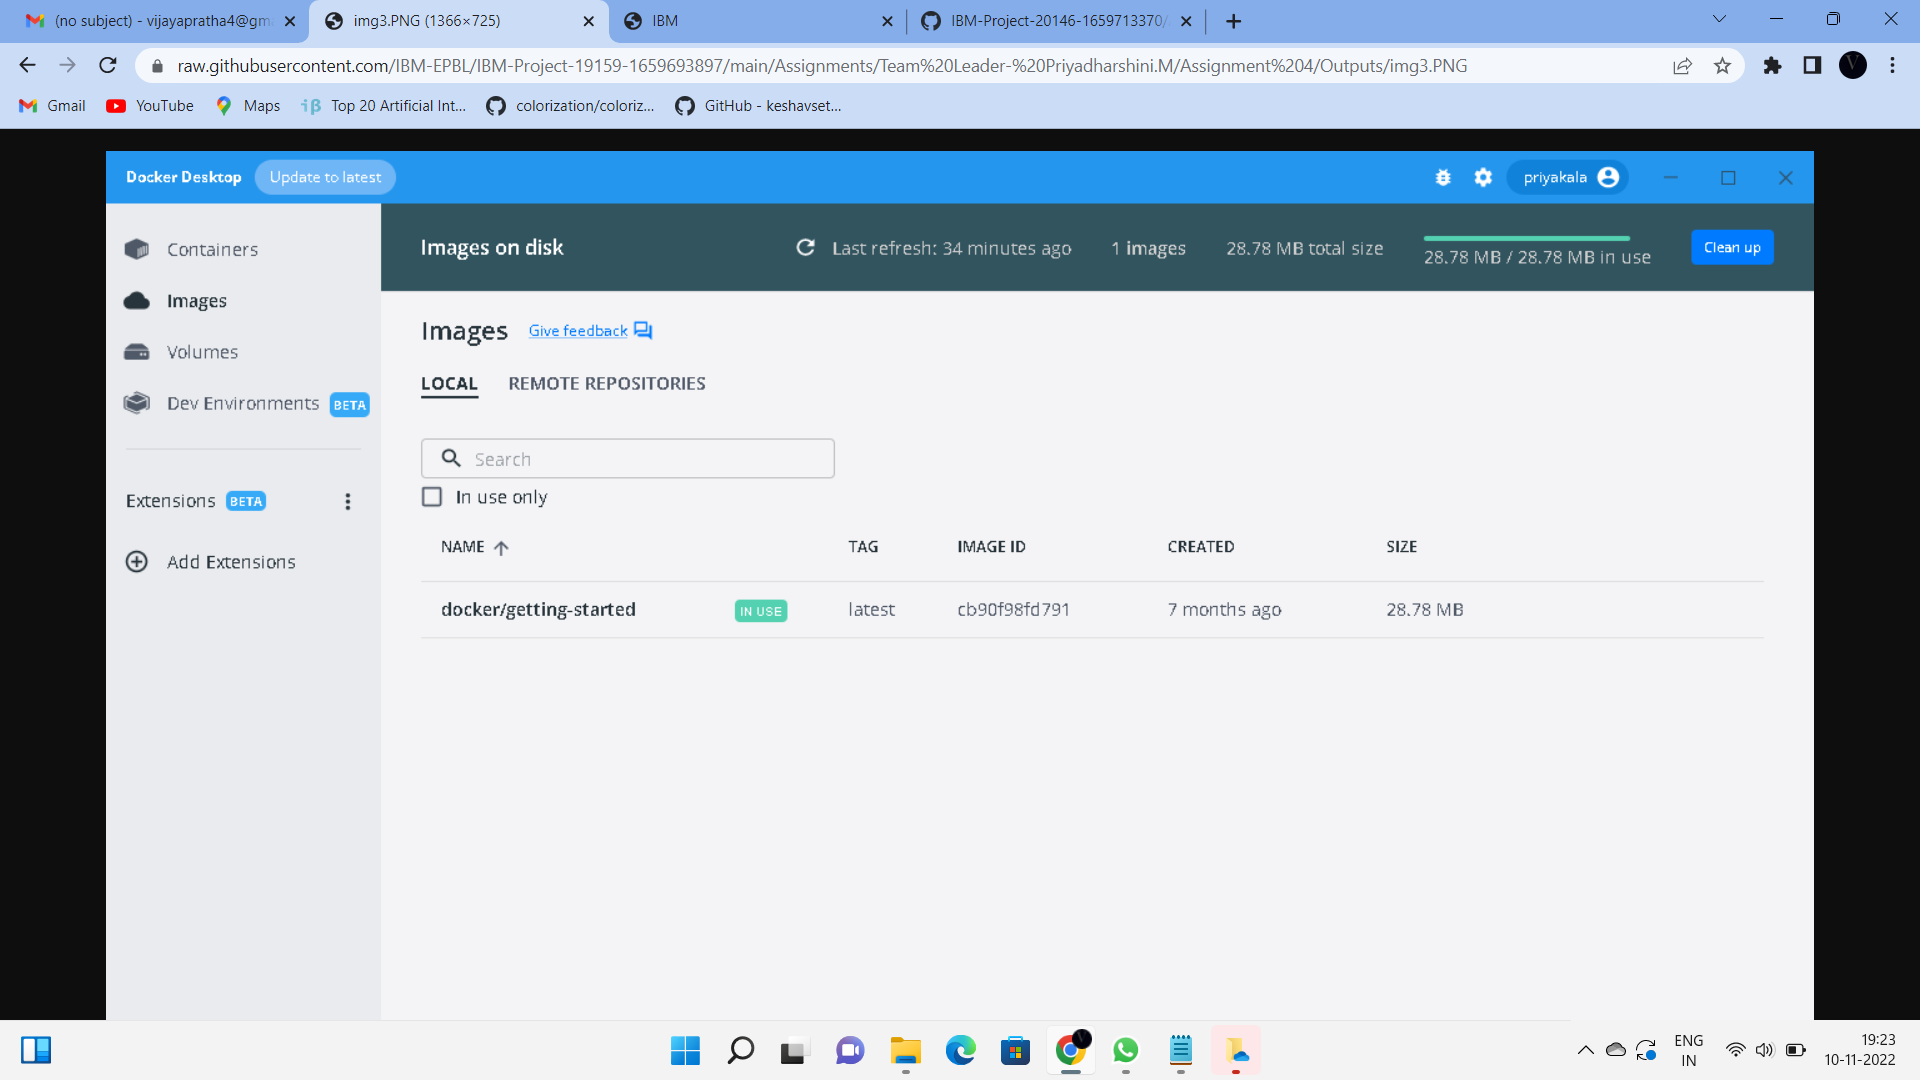 (no subject) - vijayapratha4@gm
img3.PNG (1366×725)
IBM
IBM-Project-20146-1659713370/
raw.githubusercontent.com/IBM-EPBL/IBM-Project-19159-1659693897/main/Assignments/Team%20Leader-%20Priyadharshini.M/Assignment%204/Outputs/img3.PNG
V
Gmail
YouTube
Maps
iβ
Top 20 Artificial Int...
colorization/coloriz...
GitHub - keshavset...
Docker Desktop
Update to latest
priyakala
Containers
Images
Volumes
Dev Environments BETA
Extensions BETA
Add Extensions
Images on disk
Last refresh: 34 minutes ago
1 images
28.78 MB total size
28.78 MB / 28.78 MB in use
Clean up
Images
Give feedback
LOCAL
REMOTE REPOSITORIES
Search
In use only
NAME TAG IMAGE ID CREATED SIZE
docker/getting-started IN USE latest cb90f98fd791 7 months ago 28.78 MB
ENG
IN
19:23
10-11-2022